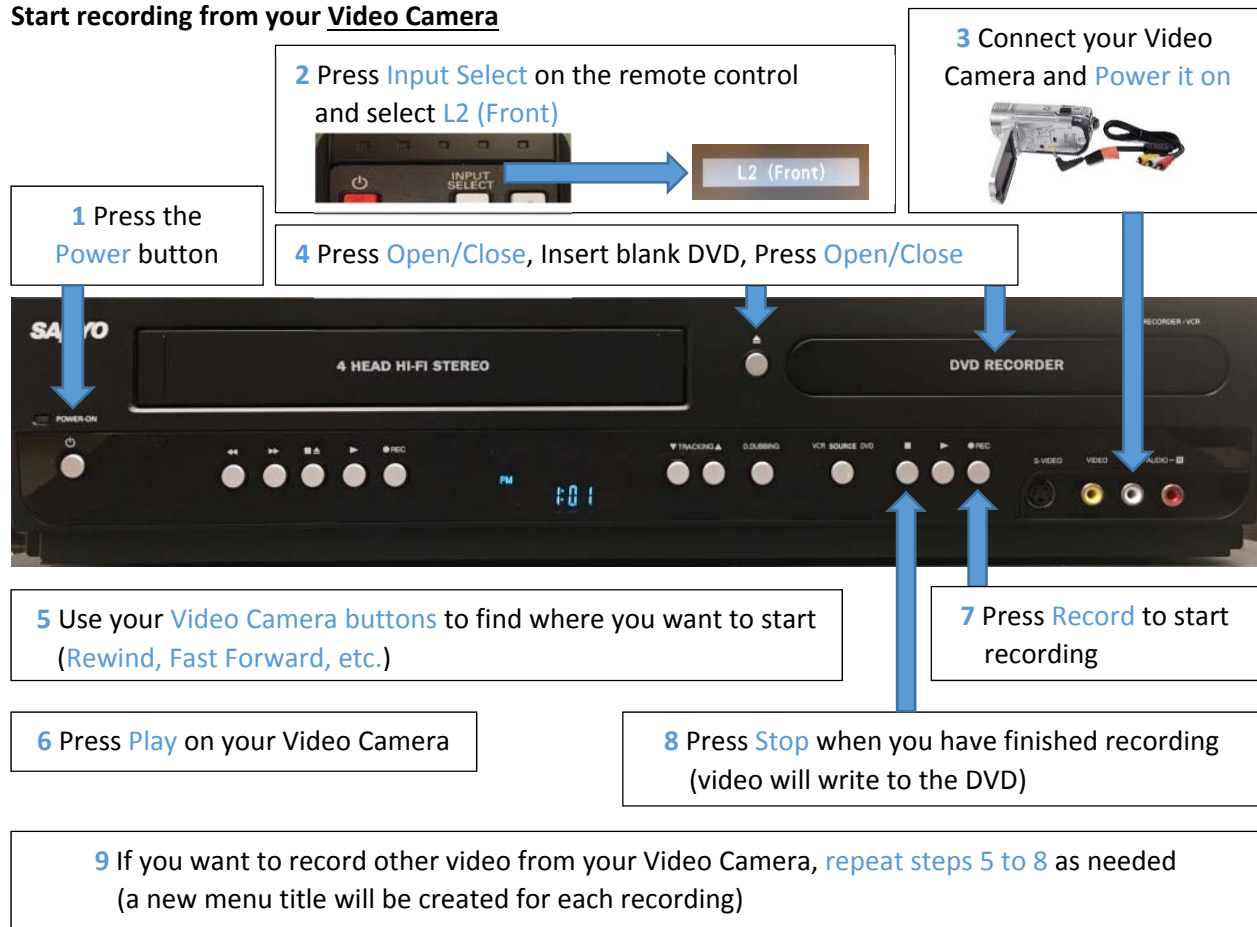 Start recording from your Video Camera
3 Connect your Video
Camera and Power it on
2 Press Input Select on the remote control
and select L2 (Front)
INPUT
SELECT
L2 (Front)
1 Press the
Power button
4 Press Open/Close, Insert blank DVD, Press Open/Close
RECORDER / VCR
4 HEAD HI-FI STEREO
DVD RECORDER
POWER-ON
REC
▼ TRACKING ▲
D.DUBBING
VCR SOURCE DVD
REC
S-VIDEO
VIDEO
AUDIO – R
PM
1:01
5 Use your Video Camera buttons to find where you want to start
(Rewind, Fast Forward, etc.)
7 Press Record to start
recording
6 Press Play on your Video Camera
8 Press Stop when you have finished recording
(video will write to the DVD)
9 If you want to record other video from your Video Camera, repeat steps 5 to 8 as needed
(a new menu title will be created for each recording)